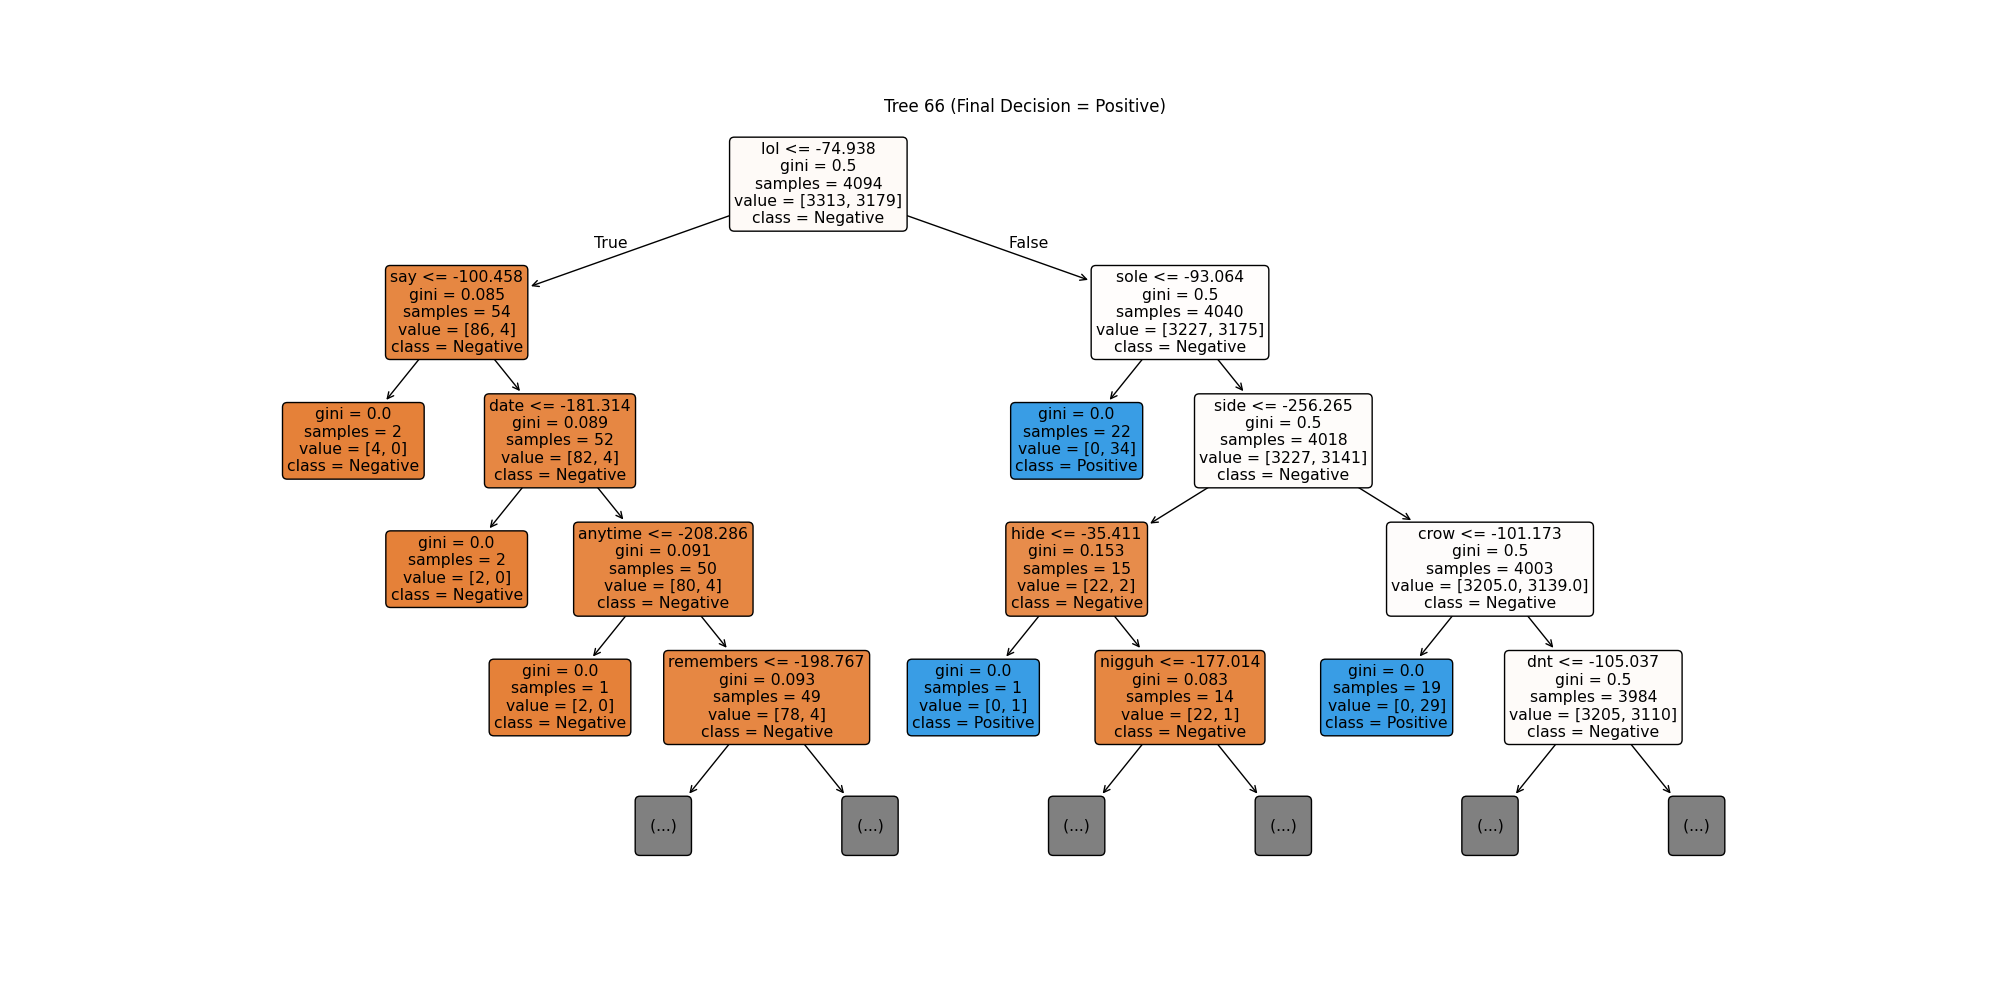 Tree 66 (Final Decision = Positive)
lol <= -74.938
gini = 0.5
samples = 4094
value = [3313, 3179]
class = Negative
True
False
say <= -100.458
gini = 0.085
samples = 54
value = [86, 4]
class = Negative
sole <= -93.064
gini = 0.5
samples = 4040
value = [3227, 3175]
class = Negative
gini = 0.0
samples = 2
value = [4, 0]
class = Negative
date <= -181.314
gini = 0.089
samples = 52
value = [82, 4]
class = Negative
gini = 0.0
samples = 22
value = [0, 34]
class = Positive
side <= -256.265
gini = 0.5
samples = 4018
value = [3227, 3141]
class = Negative
gini = 0.0
samples = 2
value = [2, 0]
class = Negative
anytime <= -208.286
gini = 0.091
samples = 50
value = [80, 4]
class = Negative
hide <= -35.411
gini = 0.153
samples = 15
value = [22, 2]
class = Negative
crow <= -101.173
gini = 0.5
samples = 4003
value = [3205.0, 3139.0]
class = Negative
gini = 0.0
samples = 1
value = [2, 0]
class = Negative
remembers <= -198.767
gini = 0.093
samples = 49
value = [78, 4]
class = Negative
gini = 0.0
samples = 1
value = [0, 1]
class = Positive
nigguh <= -177.014
gini = 0.083
samples = 14
value = [22, 1]
class = Negative
gini = 0.0
samples = 19
value = [0, 29]
class = Positive
dnt <= -105.037
gini = 0.5
samples = 3984
value = [3205, 3110]
class = Negative
(...)
(...)
(...)
(...)
(...)
(...)